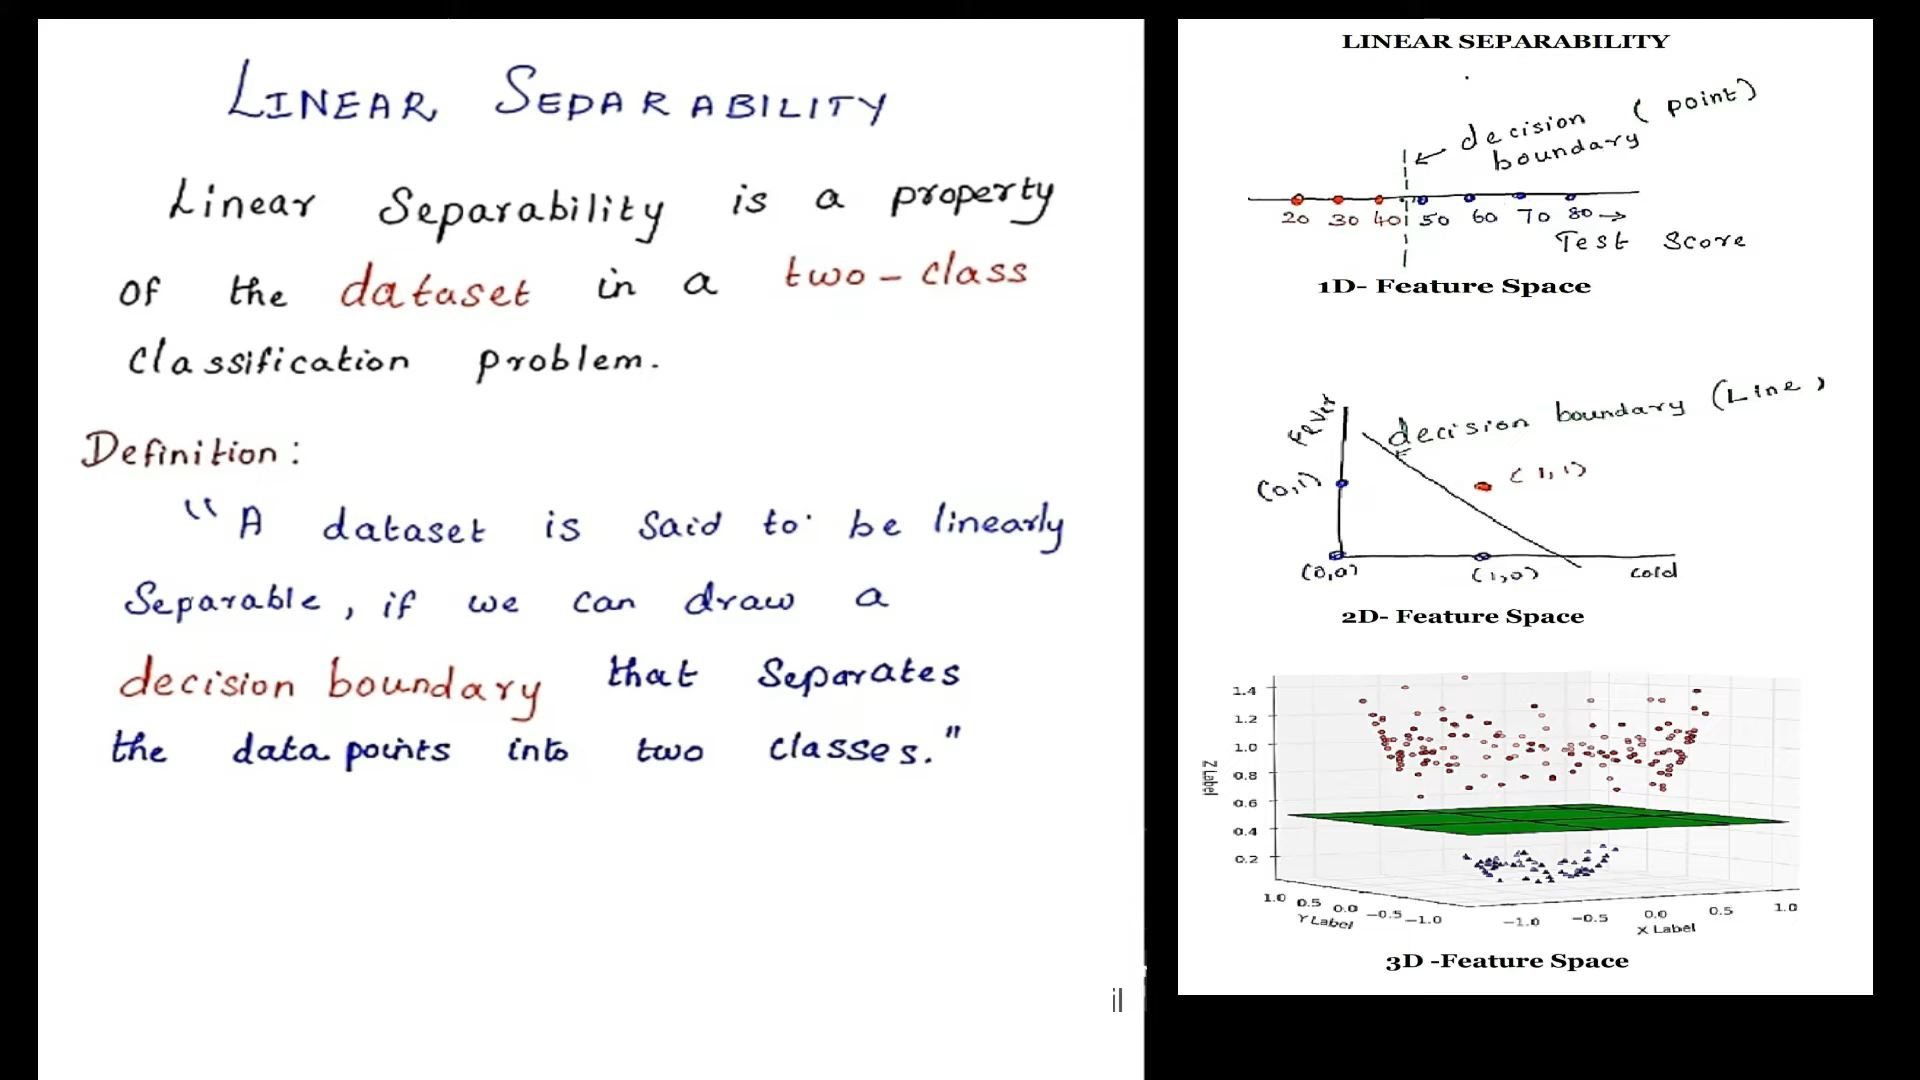 LINEAR SEPARABILITY
Linear Separability is a property
of the dataset in a two-class
classification problem.
Definition:
"A dataset is said to be linearly
Separable, if we can draw a
decision boundary that separates
the data points into two classes."
il
LINEAR SEPARABILITY
decision (point)
boundary
20 30 40 50 60 70 80 →
Test Score
1D- Feature Space
Fever
decision boundary (Line)
(0,1)
(1,1)
(0,0) (1,0) cold
2D- Feature Space
1.4
1.2
1.0
0.8
0.6
0.4
0.2
Z Label
1.0 0.5 0.0 -0.5 -1.0
Y Label
-1.0 -0.5 0.0 0.5 1.0
X Label
3D -Feature Space